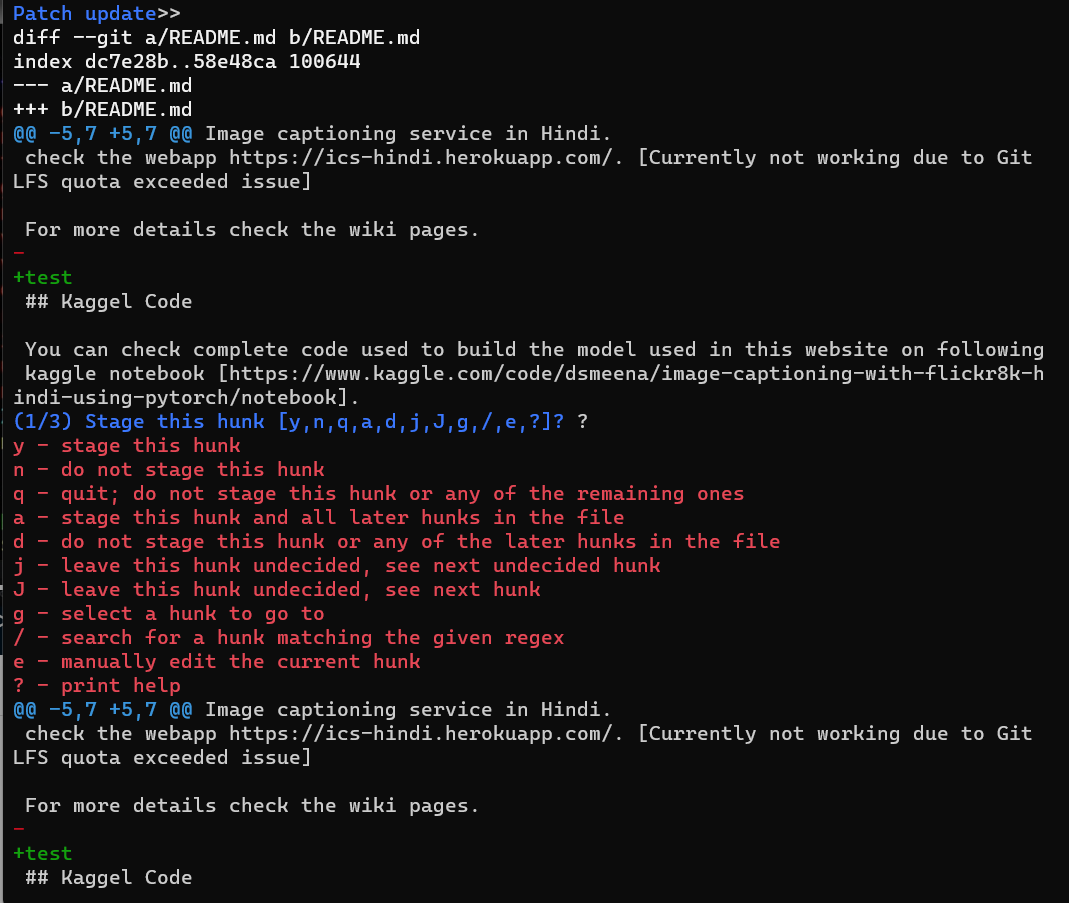 Patch update>>
diff --git a/README.md b/README.md
index dc7e28b..58e48ca 100644
--- a/README.md
+++ b/README.md
@@ -5,7 +5,7 @@ Image captioning service in Hindi.
 check the webapp https://ics-hindi.herokuapp.com/. [Currently not working due to Git
LFS quota exceeded issue]

 For more details check the wiki pages.
-
+test
 ## Kaggel Code

 You can check complete code used to build the model used in this website on following
 kaggle notebook [https://www.kaggle.com/code/dsmeena/image-captioning-with-flickr8k-h
indi-using-pytorch/notebook].
(1/3) Stage this hunk [y,n,q,a,d,j,J,g,/,e,?]? ?
y - stage this hunk
n - do not stage this hunk
q - quit; do not stage this hunk or any of the remaining ones
a - stage this hunk and all later hunks in the file
d - do not stage this hunk or any of the later hunks in the file
j - leave this hunk undecided, see next undecided hunk
J - leave this hunk undecided, see next hunk
g - select a hunk to go to
/ - search for a hunk matching the given regex
e - manually edit the current hunk
? - print help
@@ -5,7 +5,7 @@ Image captioning service in Hindi.
 check the webapp https://ics-hindi.herokuapp.com/. [Currently not working due to Git
LFS quota exceeded issue]

 For more details check the wiki pages.
-
+test
 ## Kaggel Code